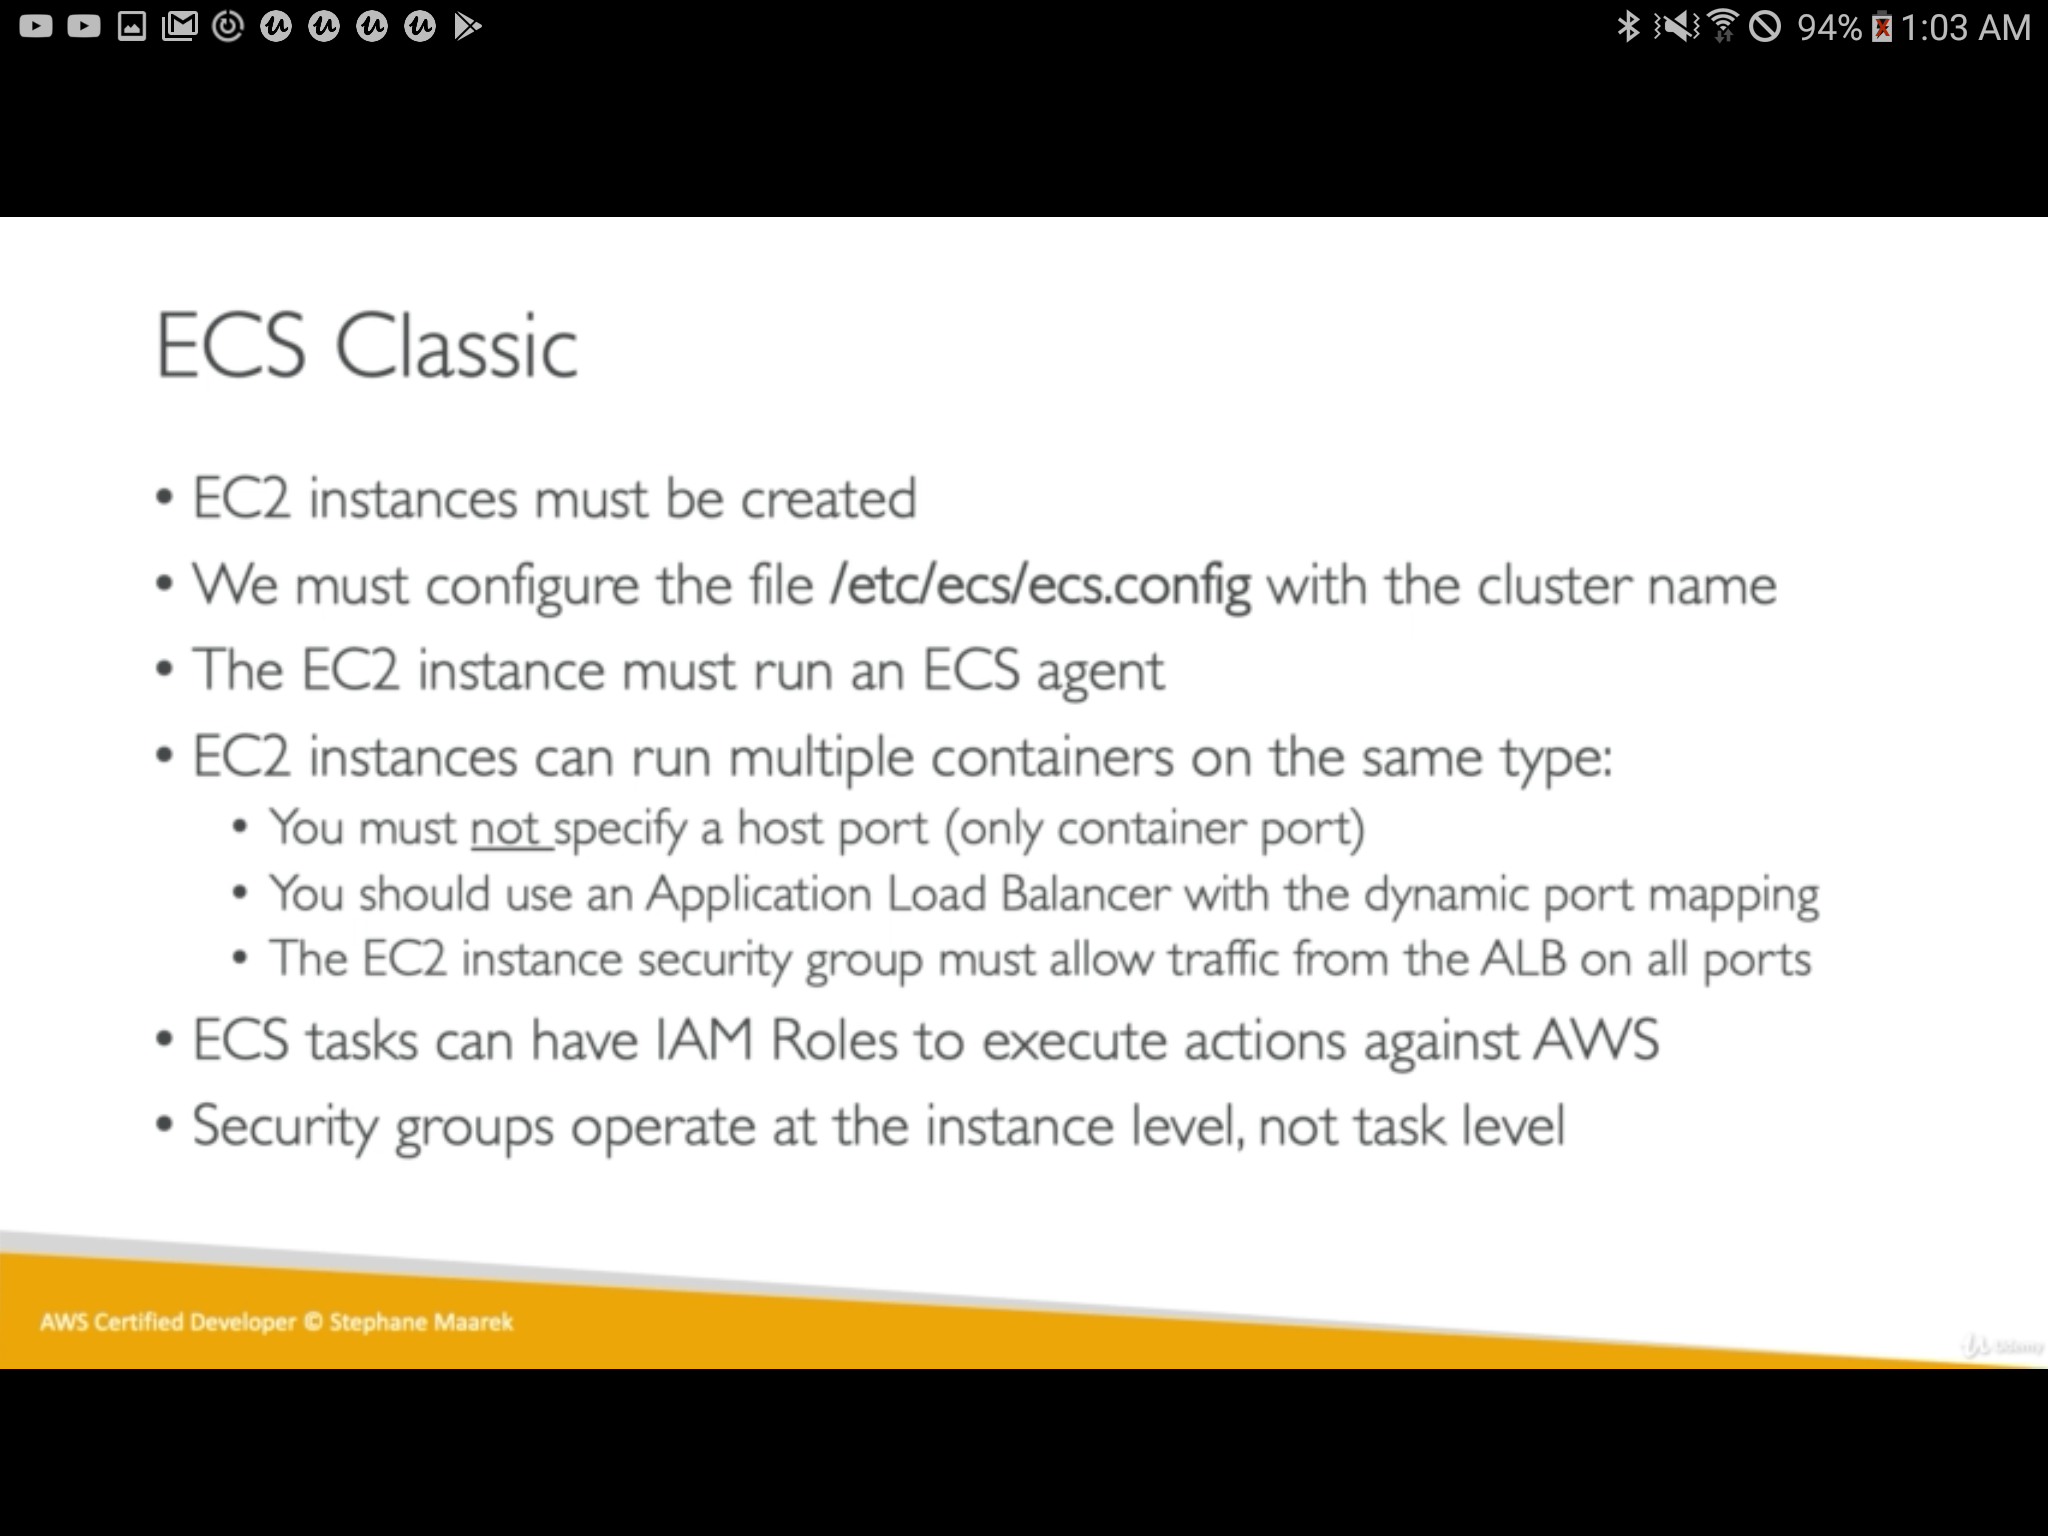 94% 1:03 AM
ECS Classic
• EC2 instances must be created
• We must configure the file /etc/ecs/ecs.config with the cluster name
• The EC2 instance must run an ECS agent
• EC2 instances can run multiple containers on the same type:
• You must not specify a host port (only container port)
• You should use an Application Load Balancer with the dynamic port mapping
• The EC2 instance security group must allow traffic from the ALB on all ports
• ECS tasks can have IAM Roles to execute actions against AWS
• Security groups operate at the instance level, not task level
AWS Certified Developer © Stephane Maarek
Udemy